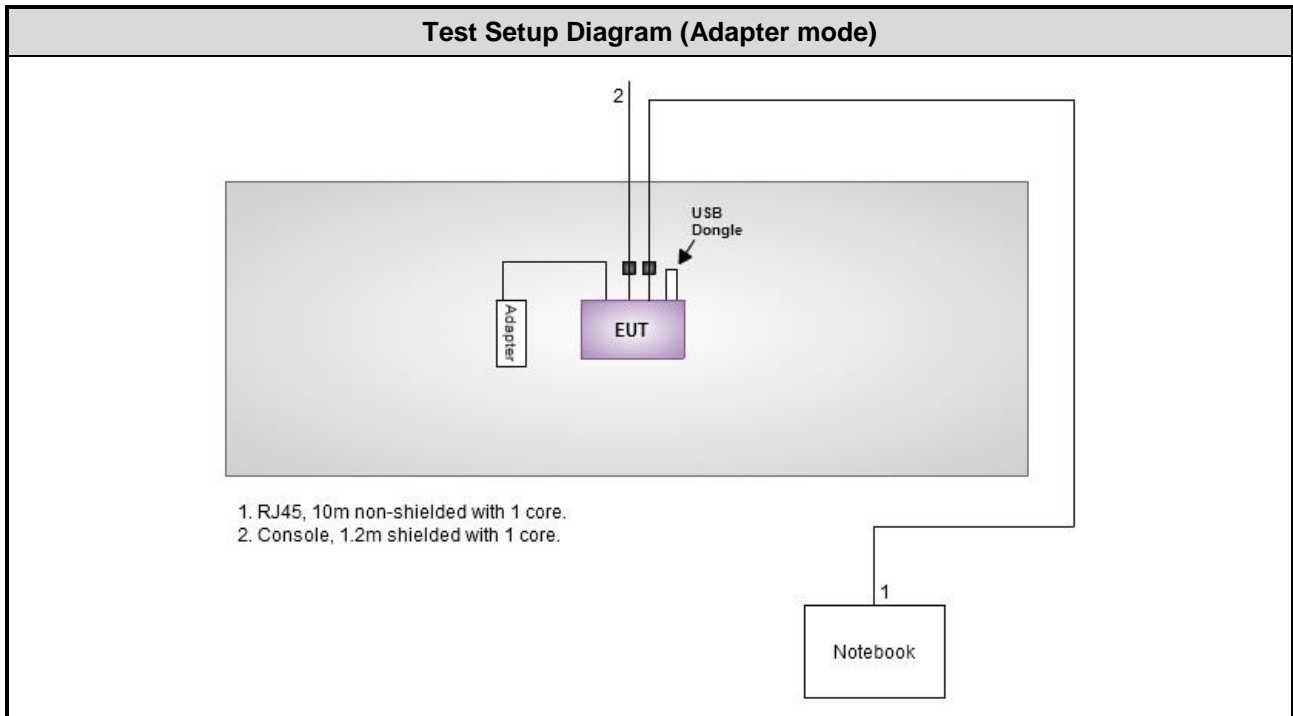 Test Setup Diagram (Adapter mode)
2
USB
Dongle
Adapter
EUT
1. RJ45, 10m non-shielded with 1 core.
2. Console, 1.2m shielded with 1 core.
1
Notebook